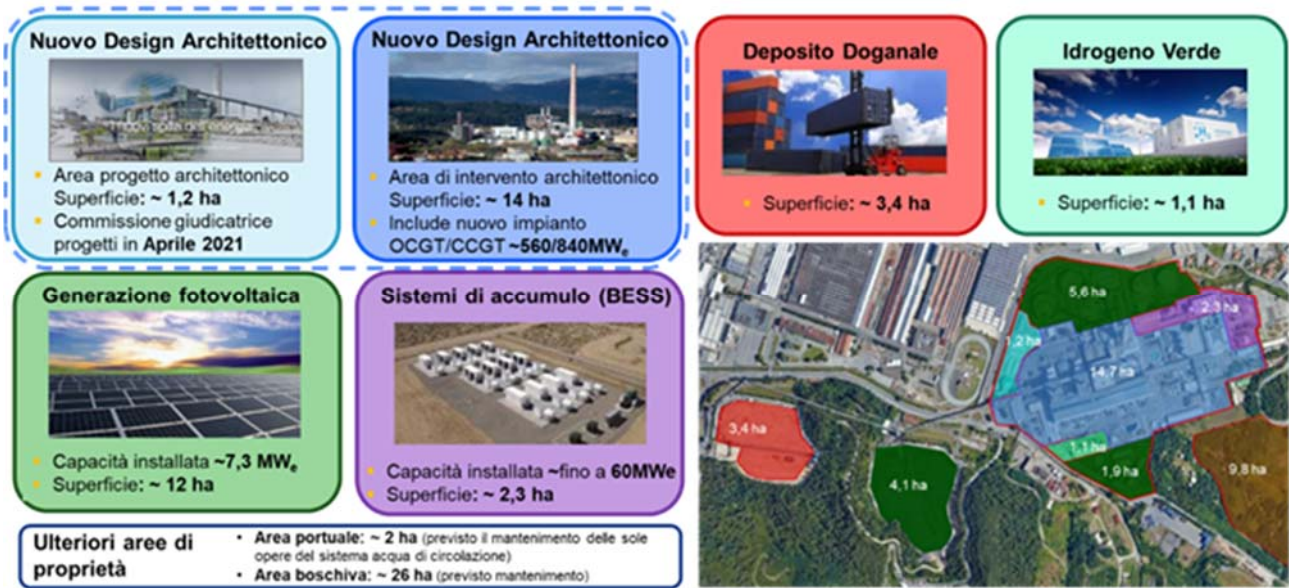 Nuovo Design Architettonico
Area progetto architettonico
Superficie: ~ 1,2 ha
Commissione giudicatrice
progetti in Aprile 2021
Nuovo Design Architettonico
Area di intervento architettonico
Superficie: ~ 14 ha
Include nuovo impianto
OCGT/CCGT ~560/840MWe
Deposito Doganale
Superficie: ~ 3,4 ha
Idrogeno Verde
H2
Superficie: ~ 1,1 ha
Generazione fotovoltaica
Capacità installata ~7,3 MWe
Superficie: ~ 12 ha
Sistemi di accumulo (BESS)
Capacità installata ~fino a 60MWe
Superficie: ~ 2,3 ha
5,6 ha
2,3 ha
1,2 ha
14,7 ha
3,4 ha
1,1 ha
1,9 ha
4,1 ha
9,8 ha
Ulteriori aree di
proprietà
• Area portuale: ~ 2 ha (previsto il mantenimento delle sole
opere del sistema acqua di circolazione)
• Area boschiva: ~ 26 ha (previsto mantenimento)